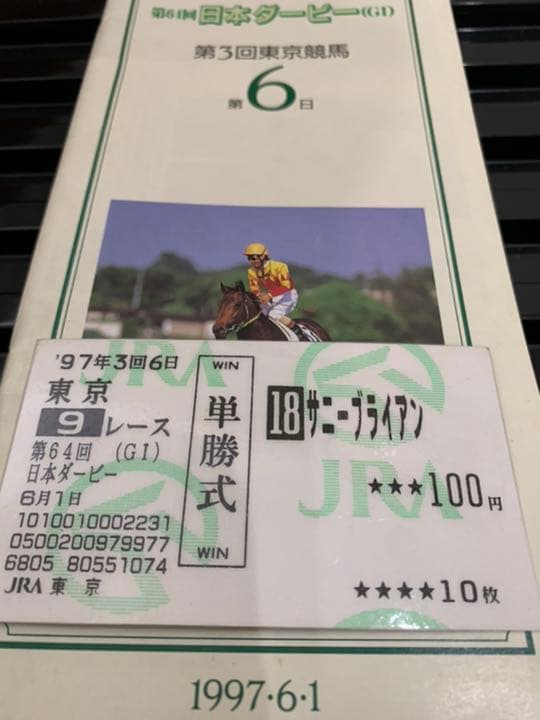 第64回 日本ダービー(GI)
第3回東京競馬
第6日
JRA
'97年3回6日
東京
9レース
第64回 (GI)
日本ダービー
6月1日
1010010002231
0500200979977
6805 80551074
JRA 東京
WIN
単勝式
WIN
18サニーブライアン
JRA
★★★100円
★★★★10枚
1997・6・1